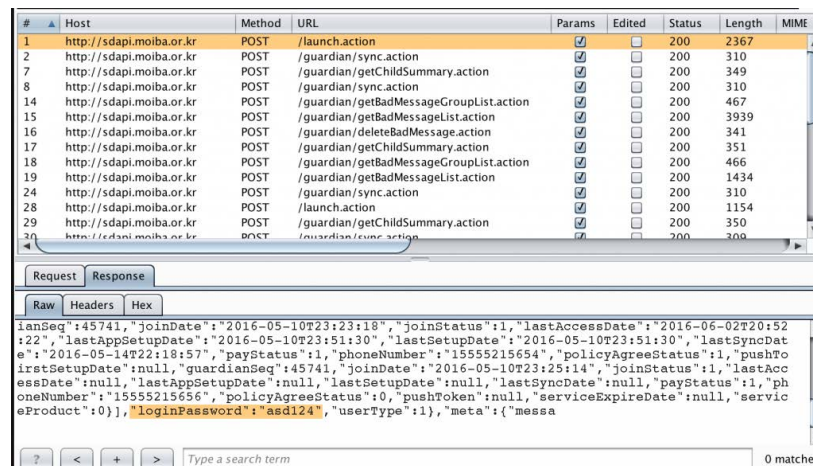 # Host Method URL Params Edited Status Length MIME
1 http://sdapi.moiba.or.kr POST /launch.action 200 2367
2 http://sdapi.moiba.or.kr POST /guardian/sync.action 200 310
7 http://sdapi.moiba.or.kr POST /guardian/getChildSummary.action 200 349
8 http://sdapi.moiba.or.kr POST /guardian/sync.action 200 310
14 http://sdapi.moiba.or.kr POST /guardian/getBadMessageGroupList.action 200 467
15 http://sdapi.moiba.or.kr POST /guardian/getBadMessageList.action 200 3939
16 http://sdapi.moiba.or.kr POST /guardian/deleteBadMessage.action 200 341
17 http://sdapi.moiba.or.kr POST /guardian/getChildSummary.action 200 351
18 http://sdapi.moiba.or.kr POST /guardian/getBadMessageGroupList.action 200 466
19 http://sdapi.moiba.or.kr POST /guardian/getBadMessageList.action 200 1434
24 http://sdapi.moiba.or.kr POST /guardian/sync.action 200 310
28 http://sdapi.moiba.or.kr POST /launch.action 200 1154
29 http://sdapi.moiba.or.kr POST /guardian/getChildSummary.action 200 350
30 http://sdapi.moiba.or.kr POST /guardian/sync.action 200 309
Request Response
Raw Headers Hex
ianSeq":45741,"joinDate":"2016-05-10T23:23:18","joinStatus":1,"lastAccessDate":"2016-06-02T20:52
:22","lastAppSetupDate":"2016-05-10T23:51:30","lastSetupDate":"2016-05-10T23:51:30","lastSyncDat
e":"2016-05-14T22:18:57","payStatus":1,"phoneNumber":"15555215654","policyAgreeStatus":1,"pushTo
irstSetupDate":null,"guardianSeq":45741,"joinDate":"2016-05-10T23:25:14","joinStatus":1,"lastAcc
essDate":null,"lastAppSetupDate":null,"lastSetupDate":null,"lastSyncDate":null,"payStatus":1,"ph
oneNumber":"15555215656","policyAgreeStatus":0,"pushToken":null,"serviceExpireDate":null,"servic
eProduct":0}],"loginPassword":"asd124","userType":1},"meta":{"messa
? < + > Type a search term 0 matche